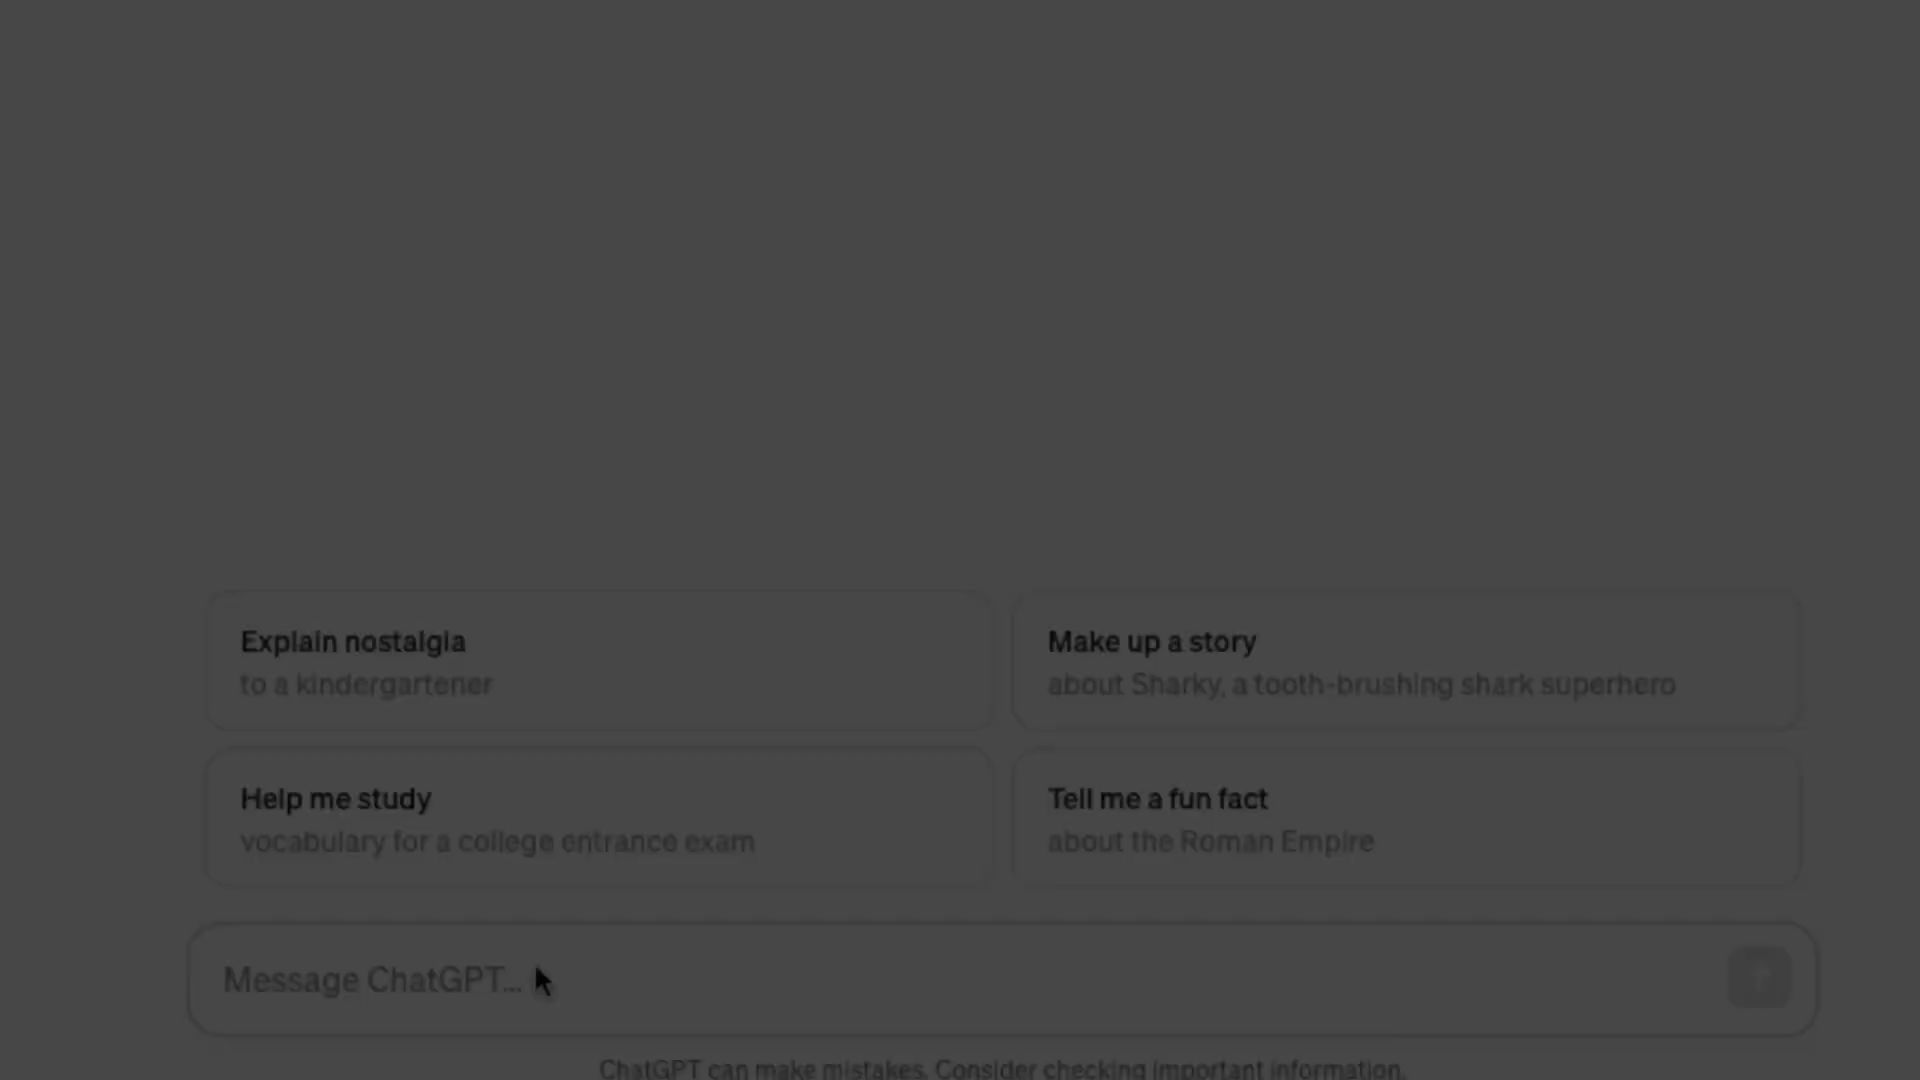 Explain nostalgia
to a kindergartener
Make up a story
about Sharky, a tooth-brushing shark superhero
Help me study
vocabulary for a college entrance exam
Tell me a fun fact
about the Roman Empire
Message ChatGPT...
ChatGPT can make mistakes. Consider checking important information.